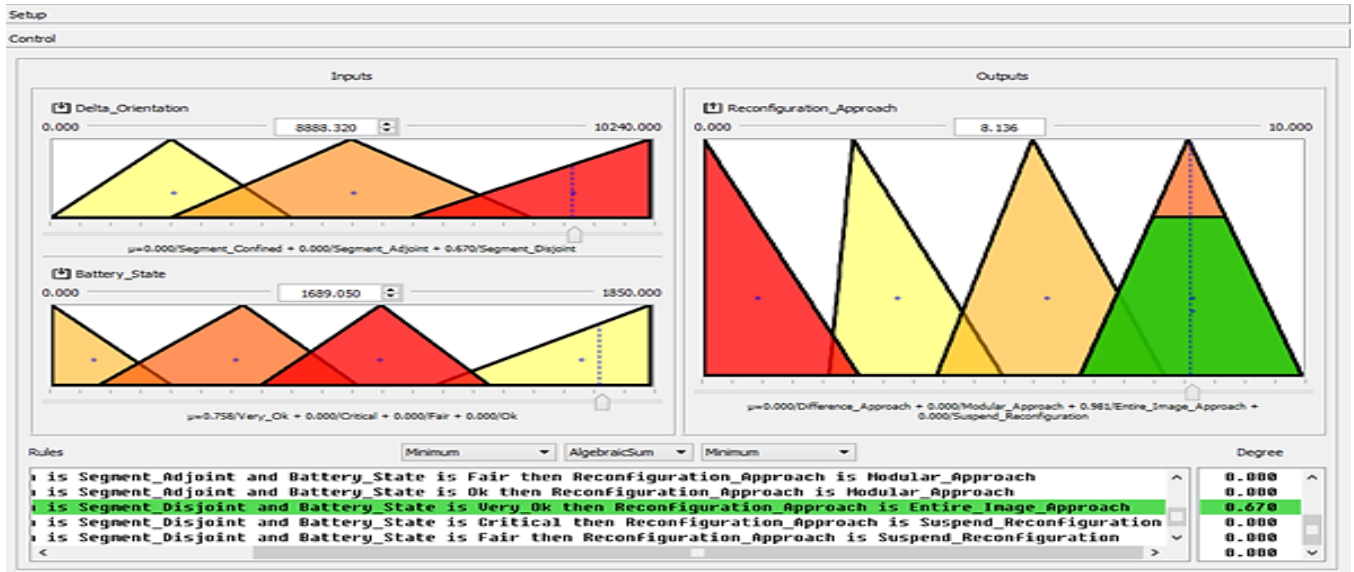 Setup
Control
Inputs
Outputs
Delta_Orientation
0.000 8888.320 10240.000
μ=0.000/Segment_Confined + 0.000/Segment_Adjoint + 0.670/Segment_Disjoint
Battery_State
0.000 1689.050 1850.000
μ=0.758/Very_Ok + 0.000/Critical + 0.000/Fair + 0.000/Ok
Reconfiguration_Approach
0.000 8.136 10.000
μ=0.000/Difference_Approach + 0.000/Modular_Approach + 0.981/Entire_Image_Approach +
0.000/Suspend_Reconfiguration
Rules Minimum AlgebraicSum Minimum Degree
is Segment_Adjoint and Battery_State is Fair then Reconfiguration_Approach is Modular_Approach 0.000
is Segment_Adjoint and Battery_State is Ok then Reconfiguration_Approach is Modular_Approach 0.000
is Segment_Disjoint and Battery_State is Very_Ok then Reconfiguration_Approach is Entire_Image_Approach 0.670
is Segment_Disjoint and Battery_State is Critical then Reconfiguration_Approach is Suspend_Reconfiguration 0.000
is Segment_Disjoint and Battery_State is Fair then Reconfiguration_Approach is Suspend_Reconfiguration 0.000
0.000